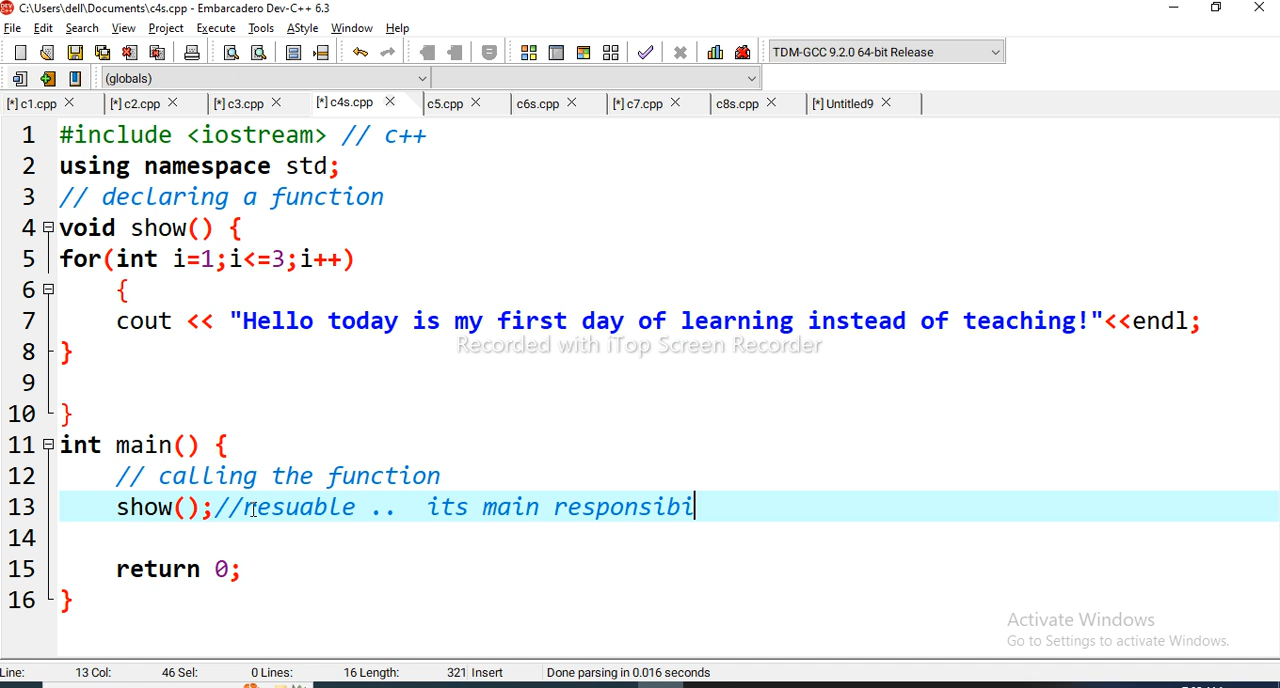 C:\Users\dell\Documents\c4s.cpp - Embarcadero Dev-C++ 6.3
File Edit Search View Project Execute Tools AStyle Window Help
TDM-GCC 9.2.0 64-bit Release
(globals)
[*] c1.cpp [*] c2.cpp [*] c3.cpp [*] c4s.cpp c5.cpp c6s.cpp [*] c7.cpp c8s.cpp [*] Untitled9
1 #include <iostream> // c++
2 using namespace std;
3 // declaring a function
4 void show() {
5 for(int i=1;i<=3;i++)
6 {
7 cout << "Hello today is my first day of learning instead of teaching!"<<endl;
8 }
Recorded with iTop Screen Recorder
9
10 }
11 int main() {
12 // calling the function
13 show();//resuable .. its main responsibi
14
15 return 0;
16 }
Activate Windows
Go to Settings to activate Windows.
Line: 13 Col: 46 Sel: 0 Lines: 16 Length: 321 Insert Done parsing in 0.016 seconds